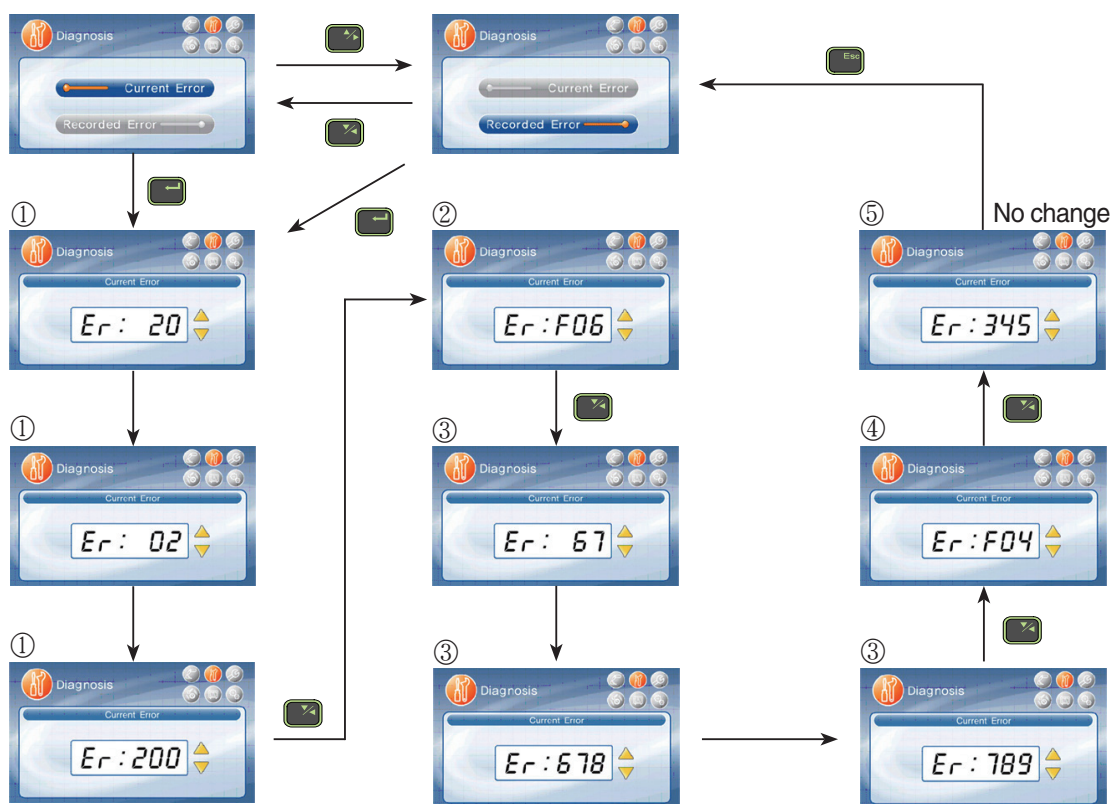 Diagnosis
Current Error
Recorded Error
Diagnosis
Current Error
Recorded Error
Esc
①
Diagnosis
Current Error
Er: 20
②
Diagnosis
Current Error
Er:F06
⑤
No change
Diagnosis
Current Error
Er:345
①
Diagnosis
Current Error
Er: 02
③
Diagnosis
Current Error
Er: 67
④
Diagnosis
Current Error
Er:F04
①
Diagnosis
Current Error
Er:200
③
Diagnosis
Current Error
Er:678
③
Diagnosis
Current Error
Er:789